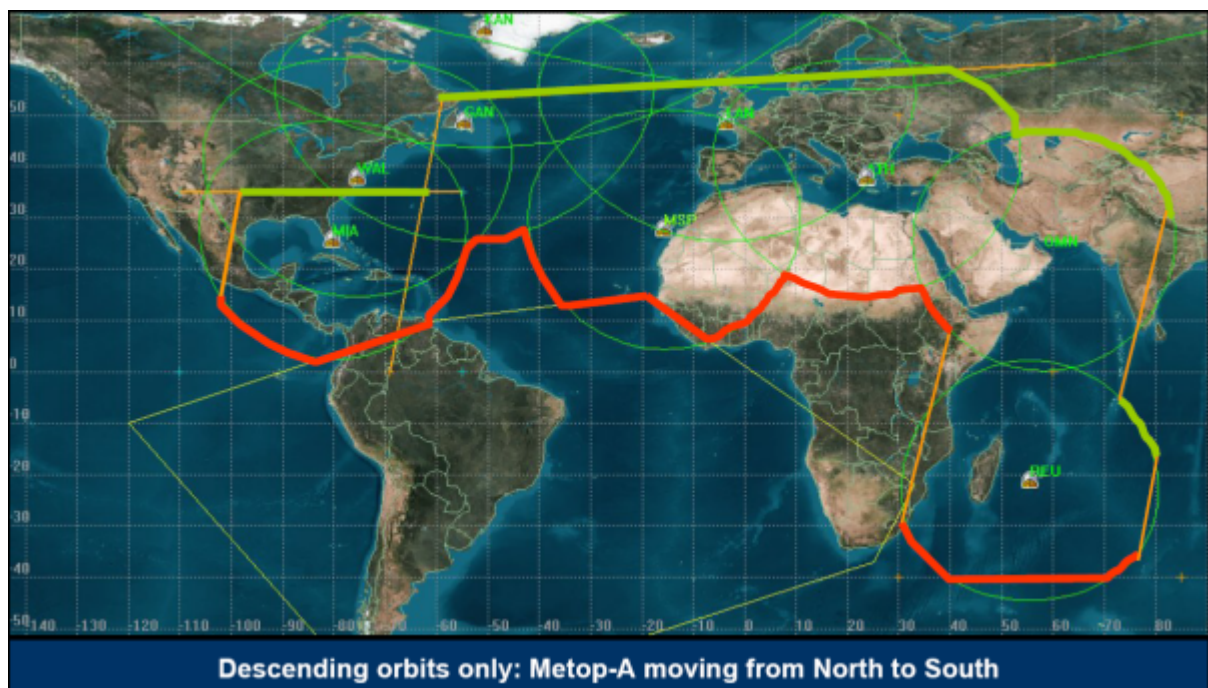 KAN
50
GAN
LAN
40
WAL
ATH
30
MIA
MSP
20
OMN
10
0
-10
-20
REU
-30
-40
-50
-140 -130 -120 -110 -100 -90 -80 -70 -60 -50 -40 -30 -20 -10 0 10 20 30 40 50 60 70 80
Descending orbits only: Metop-A moving from North to South